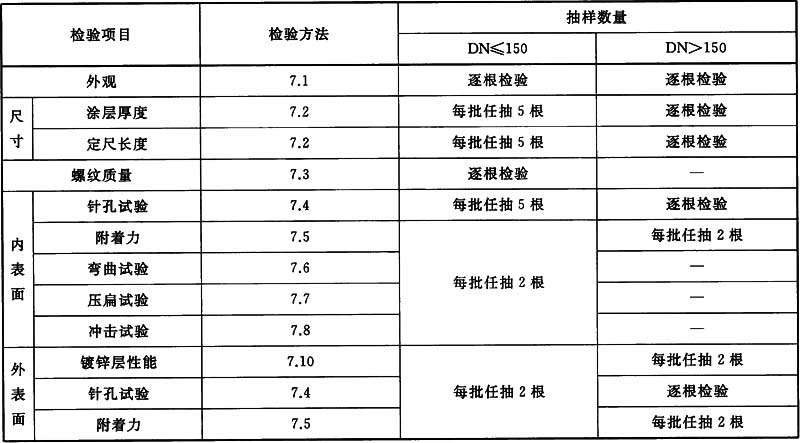 检验项目 检验方法 抽样数量
DN≤150 DN>150
外观 7.1 逐根检验 逐根检验
尺寸 涂层厚度 7.2 每批任抽5根 逐根检验
定尺长度 7.2 每批任抽5根 逐根检验
螺纹质量 7.3 逐根检验 —
内表面 针孔试验 7.4 每批任抽5根 逐根检验
附着力 7.5 每批任抽2根 每批任抽2根
弯曲试验 7.6 —
压扁试验 7.7 —
冲击试验 7.8 —
外表面 镀锌层性能 7.10 每批任抽2根 每批任抽2根
针孔试验 7.4 逐根检验
附着力 7.5 每批任抽2根